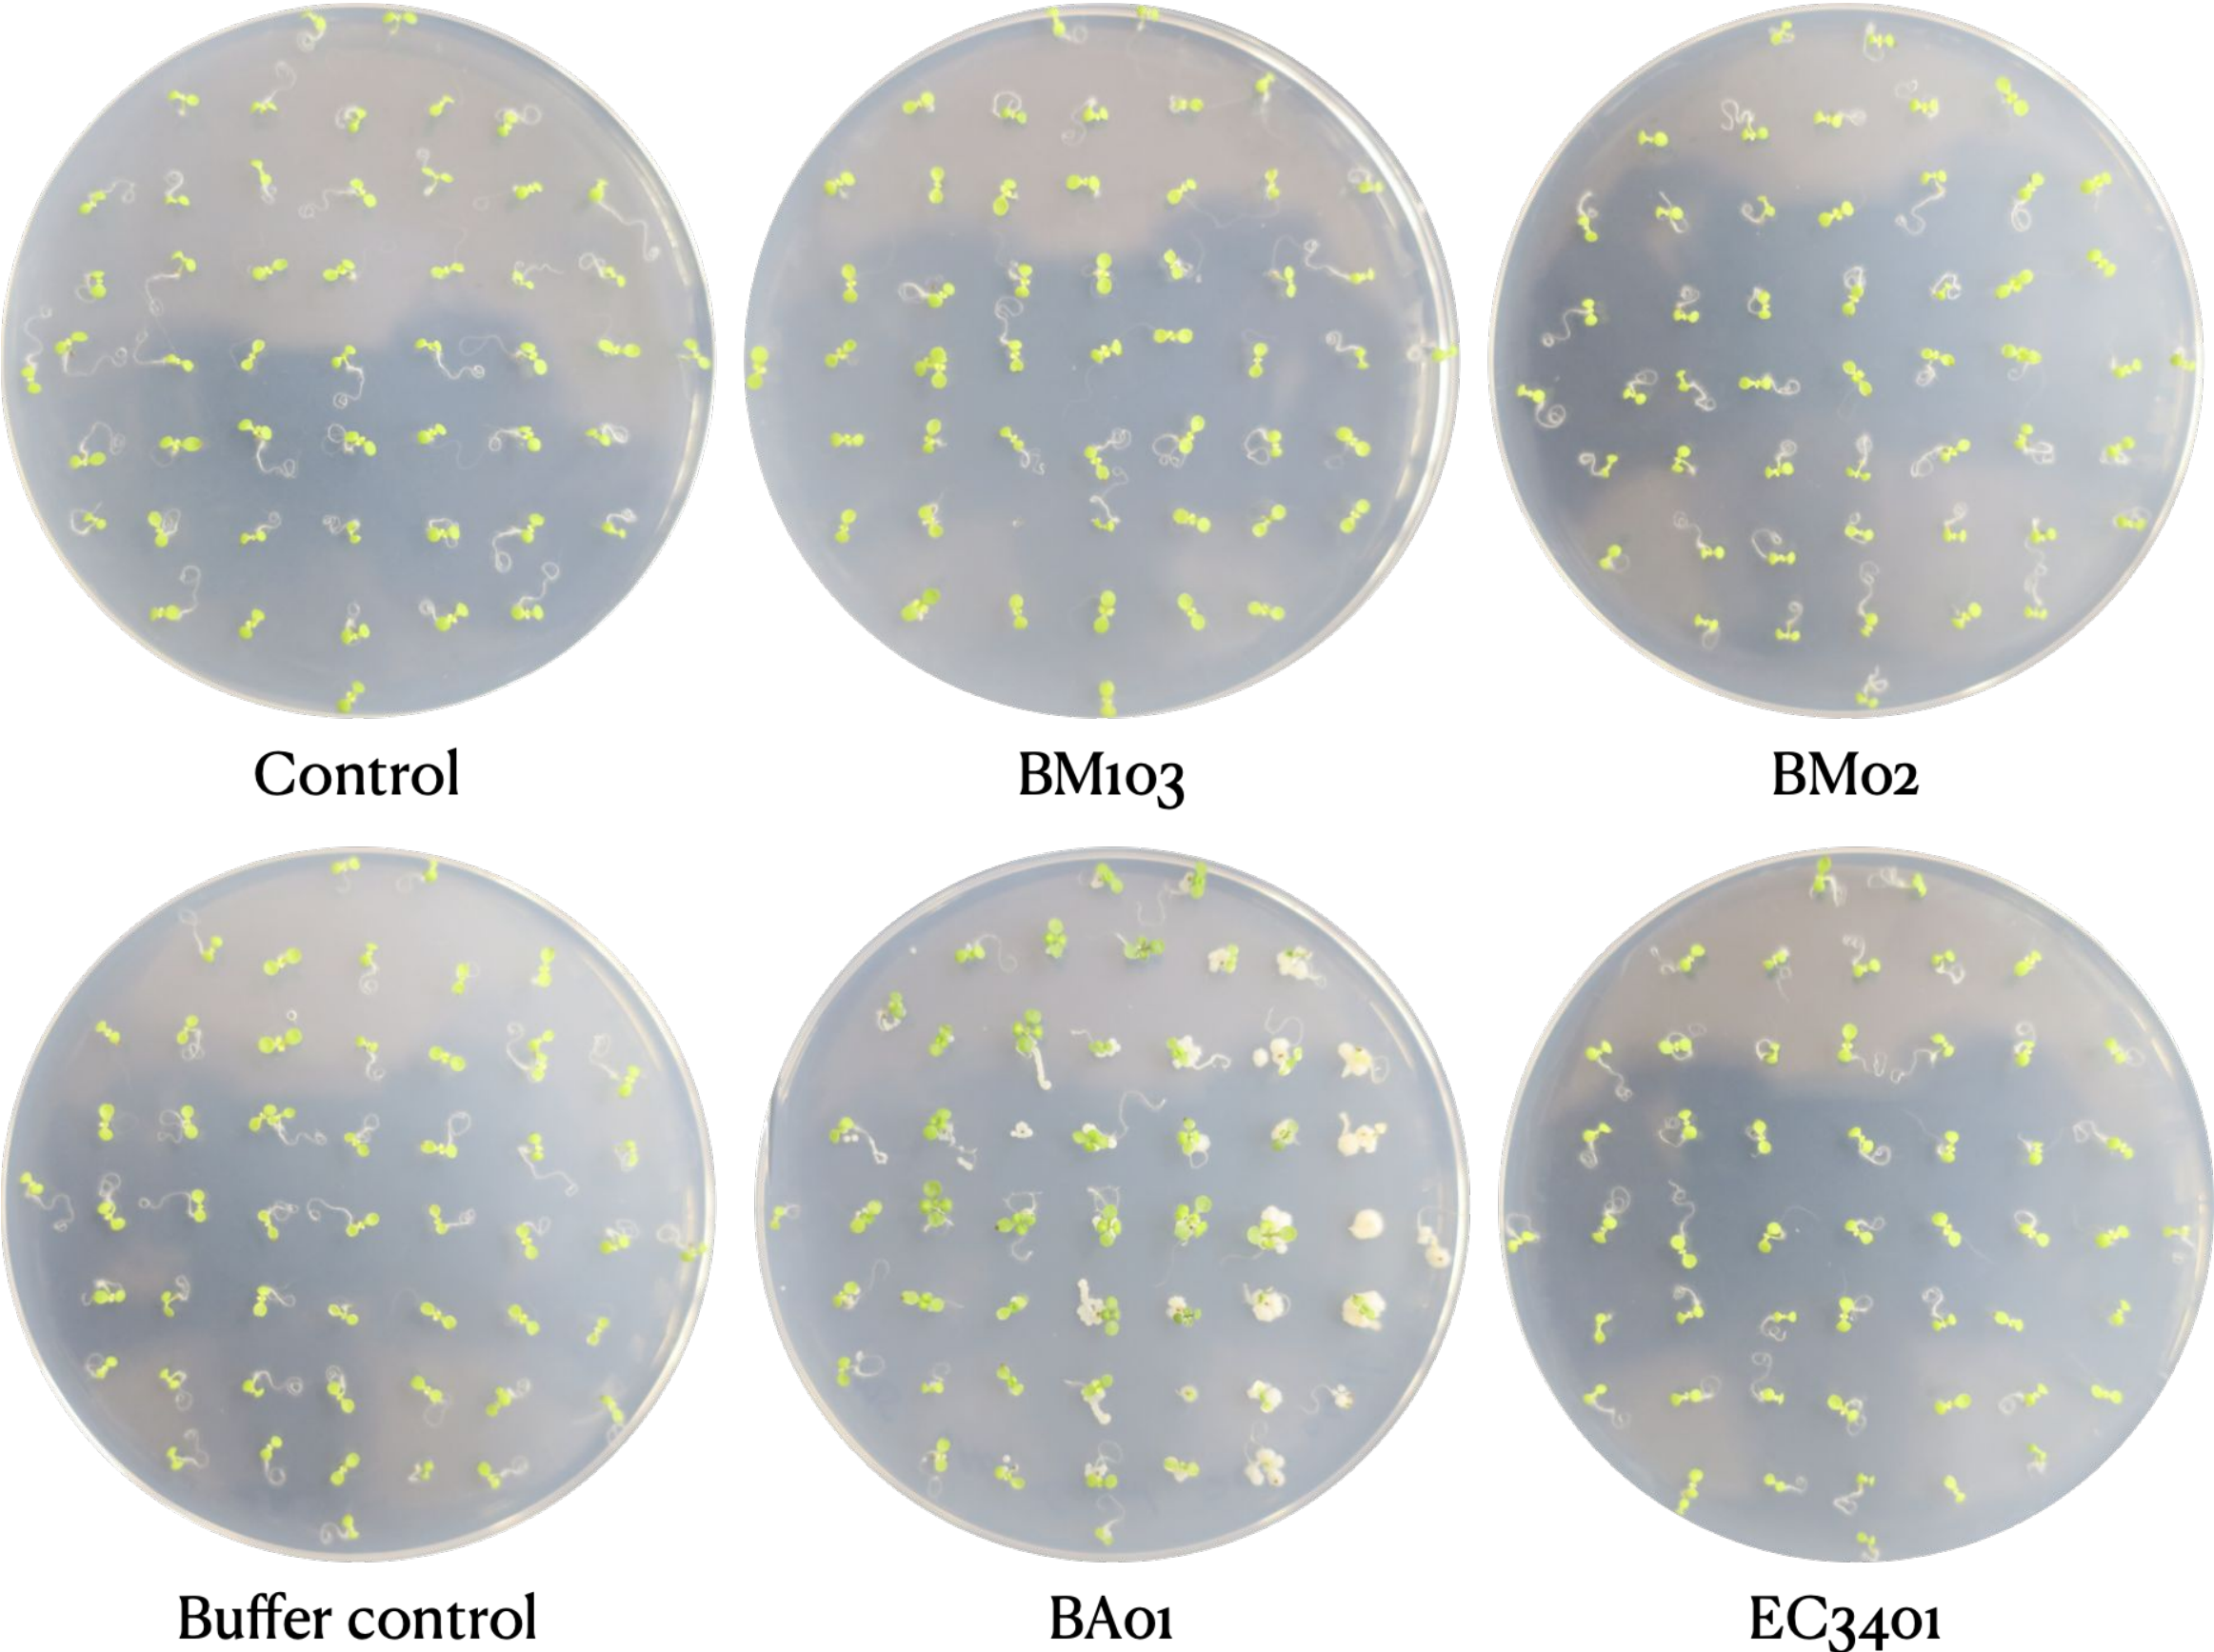 Control
BM103
BM02
Buffer control
BA01
EC3401